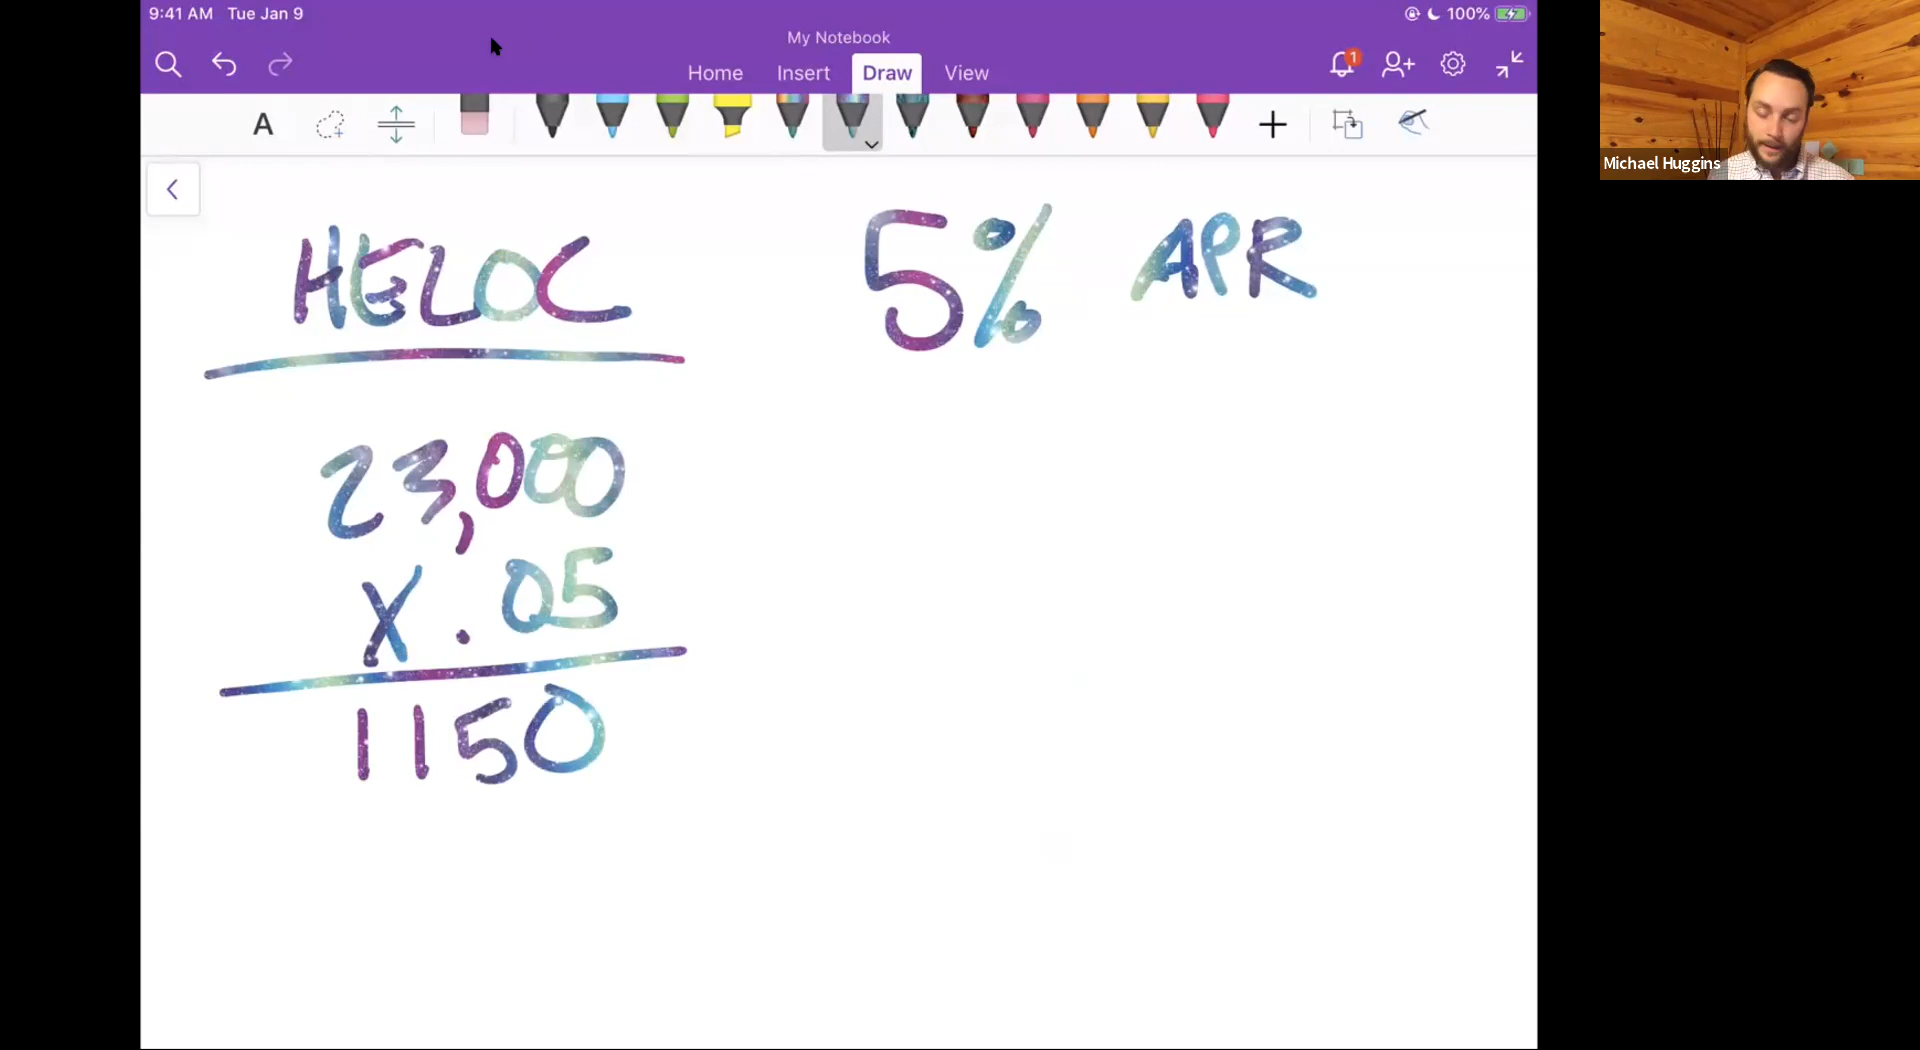 9:41 AM Tue Jan 9
100%
My Notebook
Home Insert Draw View
1
A
Michael Huggins
HELOC 5% APR
23,000
X .05
1150